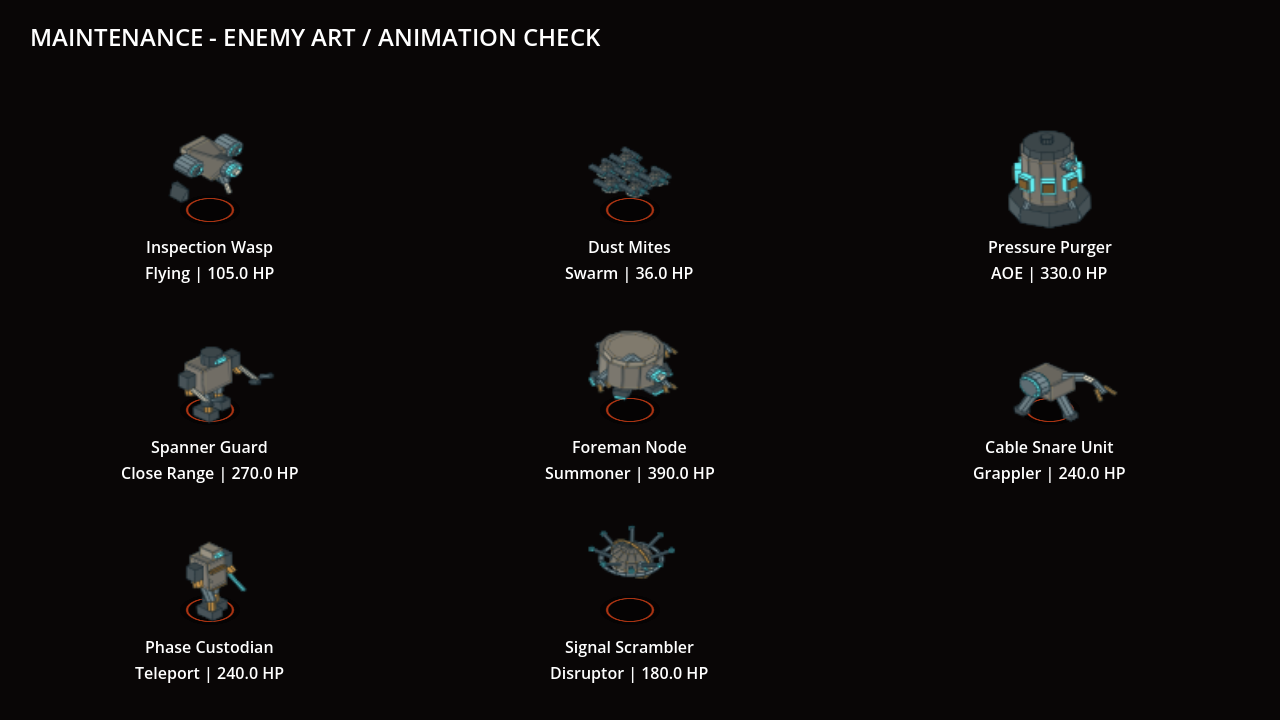 MAINTENANCE - ENEMY ART / ANIMATION CHECK
Inspection Wasp
Flying | 105.0 HP
Dust Mites
Swarm | 36.0 HP
Pressure Purger
AOE | 330.0 HP
Spanner Guard
Close Range | 270.0 HP
Foreman Node
Summoner | 390.0 HP
Cable Snare Unit
Grappler | 240.0 HP
Phase Custodian
Teleport | 240.0 HP
Signal Scrambler
Disruptor | 180.0 HP